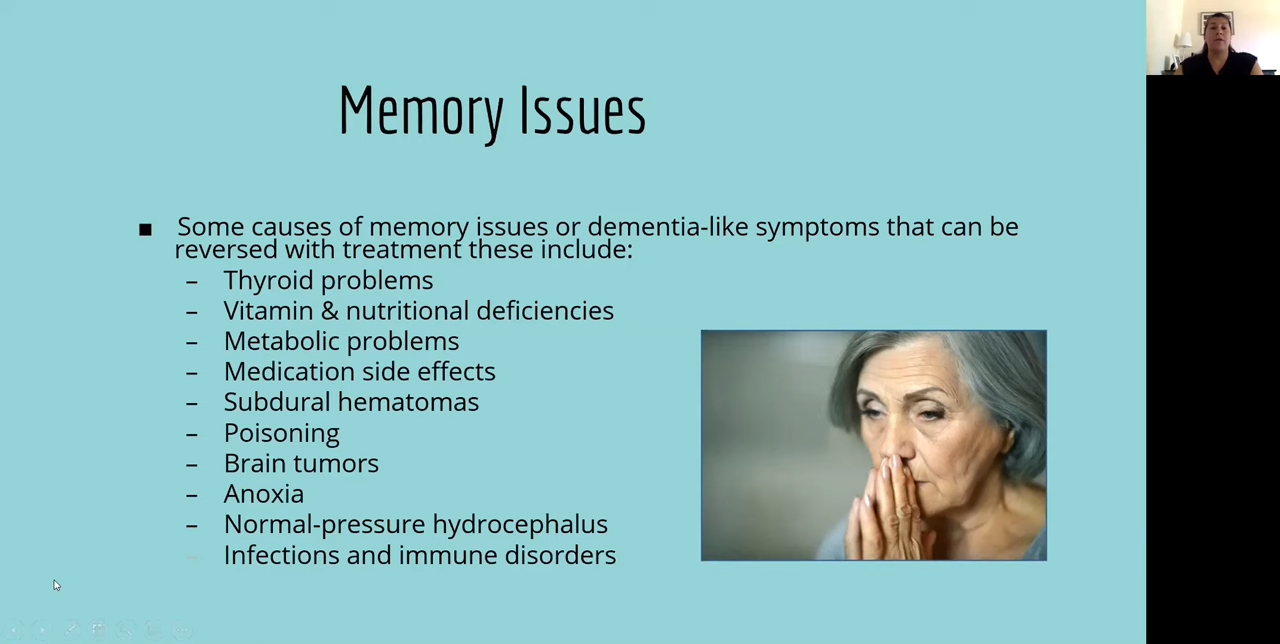 Memory Issues
■ Some causes of memory issues or dementia-like symptoms that can be
reversed with treatment these include:
– Thyroid problems
– Vitamin & nutritional deficiencies
– Metabolic problems
– Medication side effects
– Subdural hematomas
– Poisoning
– Brain tumors
– Anoxia
– Normal-pressure hydrocephalus
– Infections and immune disorders